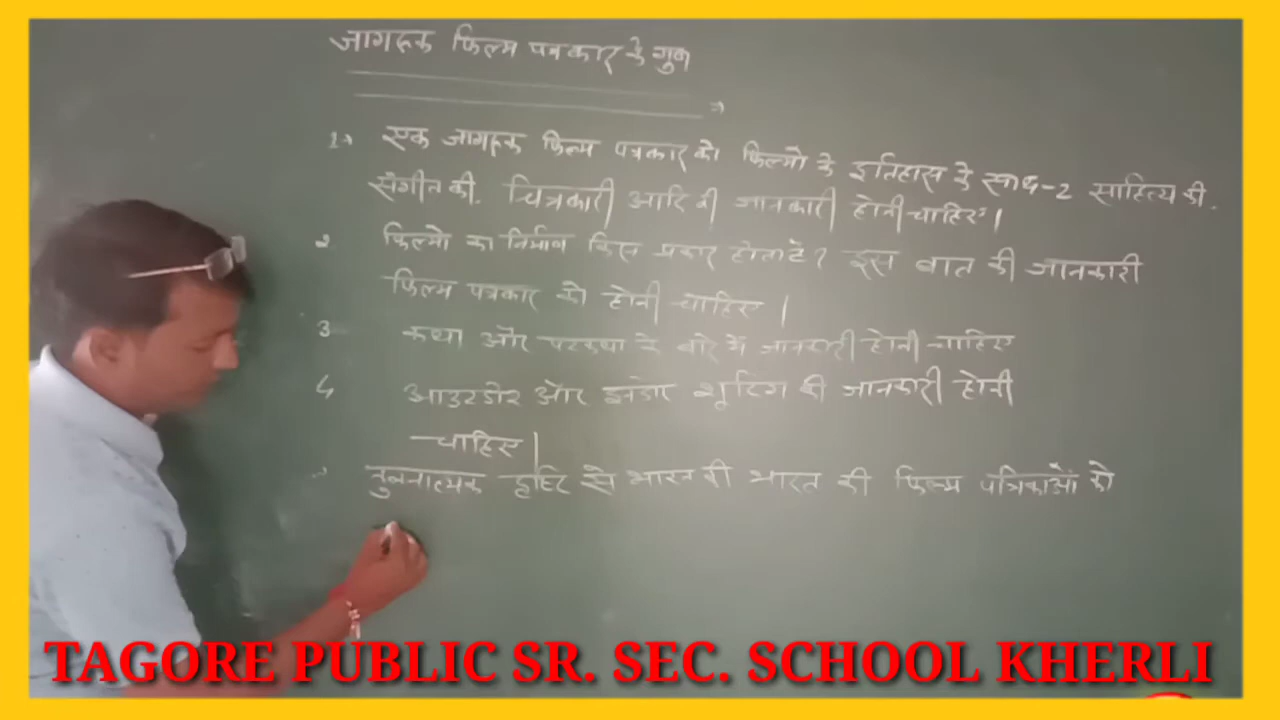 जागरूक फिल्म पत्रकार के गुण
1→ एक जागरूक फिल्म पत्रकार को फिल्मो के इतिहास के साथ-2 साहित्य की.
संगीत की. चित्रकारी आदि की जानकारी होनी चाहिए।
2 फिल्मो का निर्माण किस प्रकार होता है? इस बात की जानकारी
फिल्म पत्रकार को होनी चाहिए।
3 कथा और पटकथा के बारे में जानकारी होनी चाहिए
4 आउटडोर और इनडोर शूटिंग की जानकारी होनी
चाहिए।
तुलनात्मक दृष्टि से भारत की भारत की फिल्म पत्रिकाओं को
TAGORE PUBLIC SR. SEC. SCHOOL KHERLI